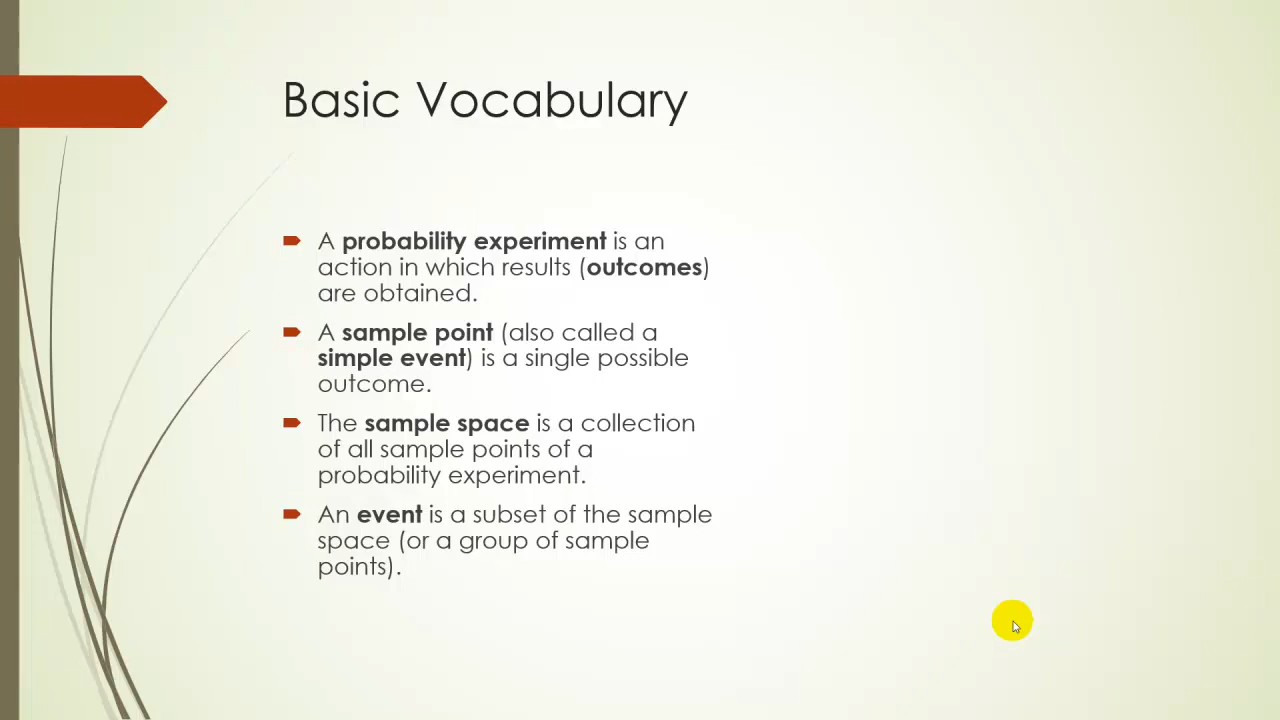 Basic Vocabulary
A probability experiment is an
action in which results (outcomes)
are obtained.
A sample point (also called a
simple event) is a single possible
outcome.
The sample space is a collection
of all sample points of a
probability experiment.
An event is a subset of the sample
space (or a group of sample
points).